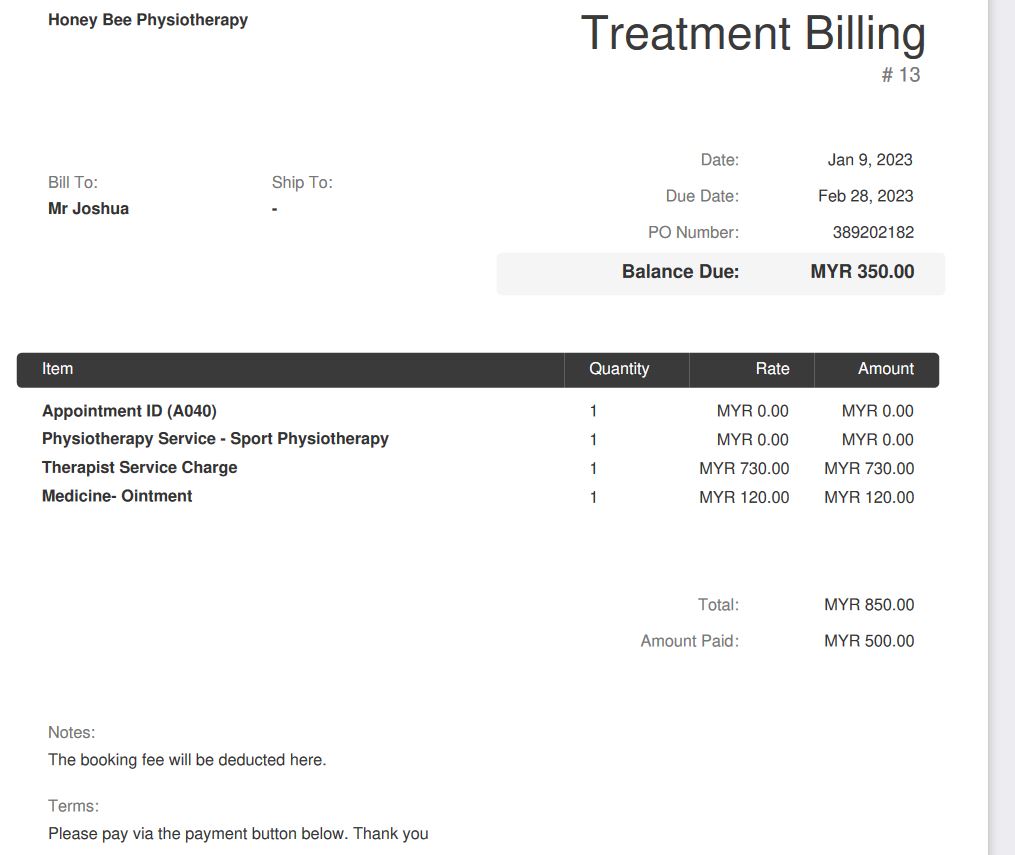 Honey Bee Physiotherapy
Treatment Billing
# 13
Date: Jan 9, 2023
Bill To: Ship To:
Due Date: Feb 28, 2023
Mr Joshua -
PO Number: 389202182
Balance Due: MYR 350.00
Item Quantity Rate Amount
Appointment ID (A040) 1 MYR 0.00 MYR 0.00
Physiotherapy Service - Sport Physiotherapy 1 MYR 0.00 MYR 0.00
Therapist Service Charge 1 MYR 730.00 MYR 730.00
Medicine- Ointment 1 MYR 120.00 MYR 120.00
Total: MYR 850.00
Amount Paid: MYR 500.00
Notes:
The booking fee will be deducted here.
Terms:
Please pay via the payment button below. Thank you